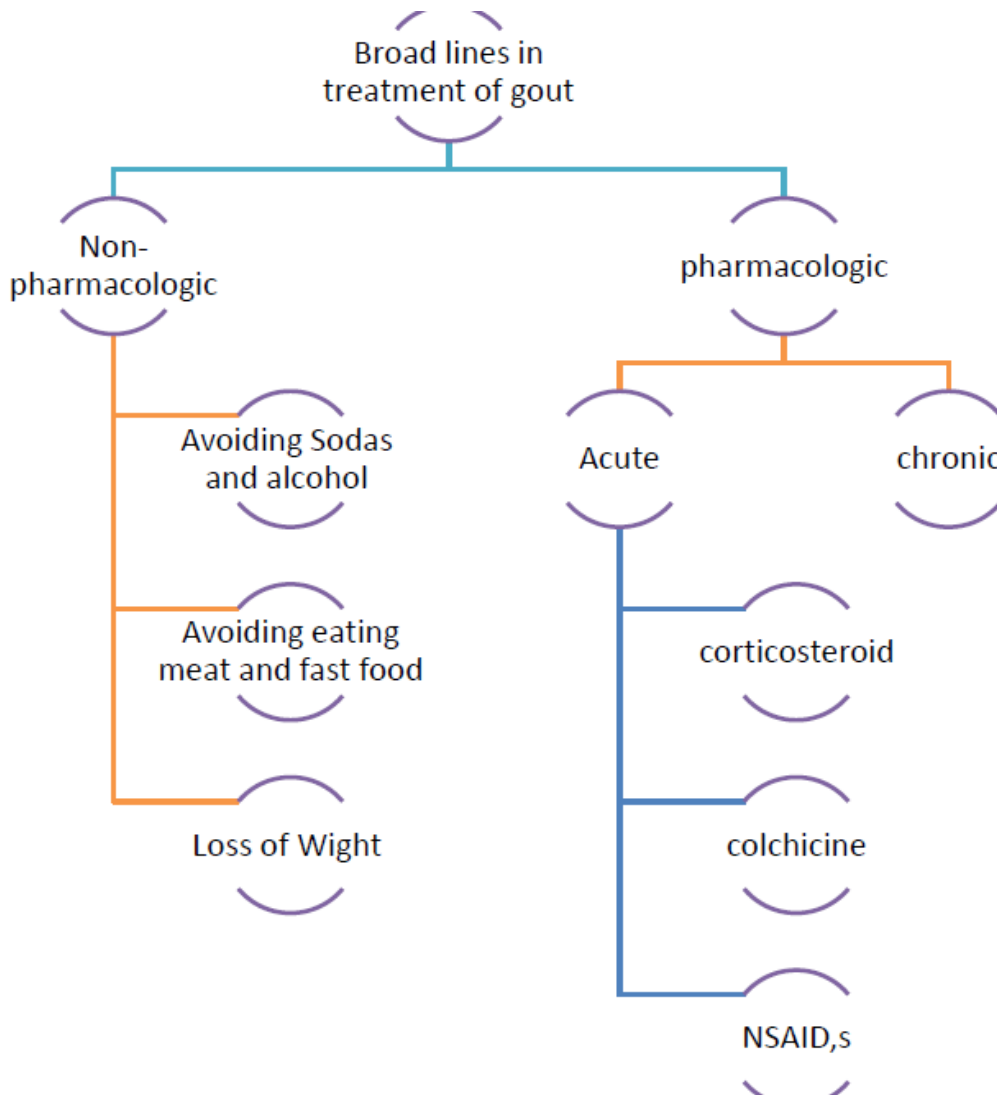 Broad lines in
treatment of gout
Non-
pharmacologic
pharmacologic
Avoiding Sodas
and alcohol
Acute
chronic
Avoiding eating
meat and fast food
corticosteroid
Loss of Wight
colchicine
NSAID,s